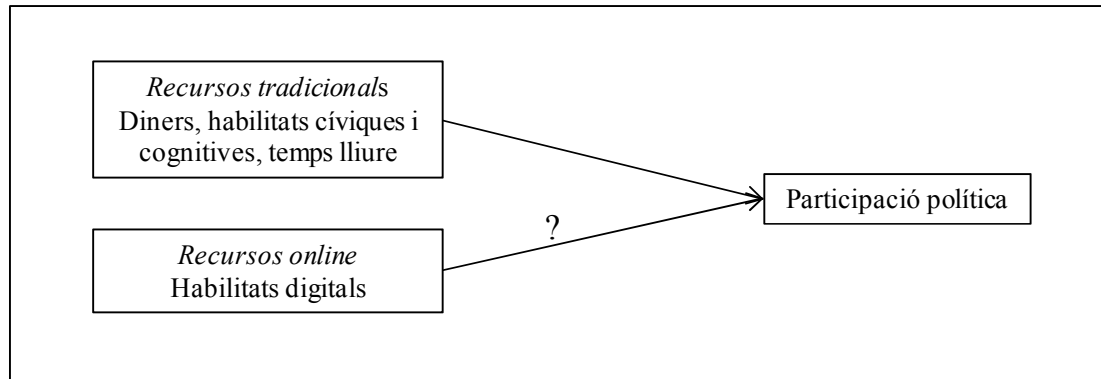 Recursos tradicionals
Diners, habilitats cíviques i
cognitives, temps lliure
Participació política
?
Recursos online
Habilitats digitals